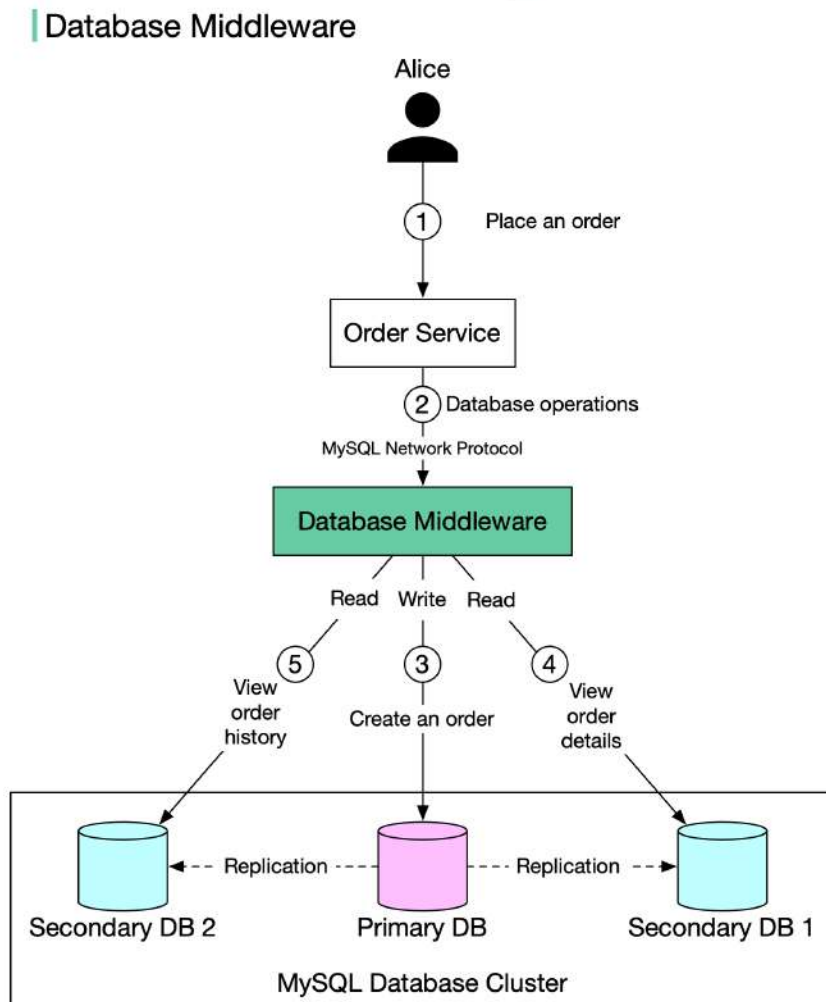 Database Middleware
Alice
1
Place an order
Order Service
2
Database operations
MySQL Network Protocol
Database Middleware
Read
Write
Read
5
3
4
View
order
history
Create an order
View
order
details
Replication
Replication
Secondary DB 2
Primary DB
Secondary DB 1
MySQL Database Cluster